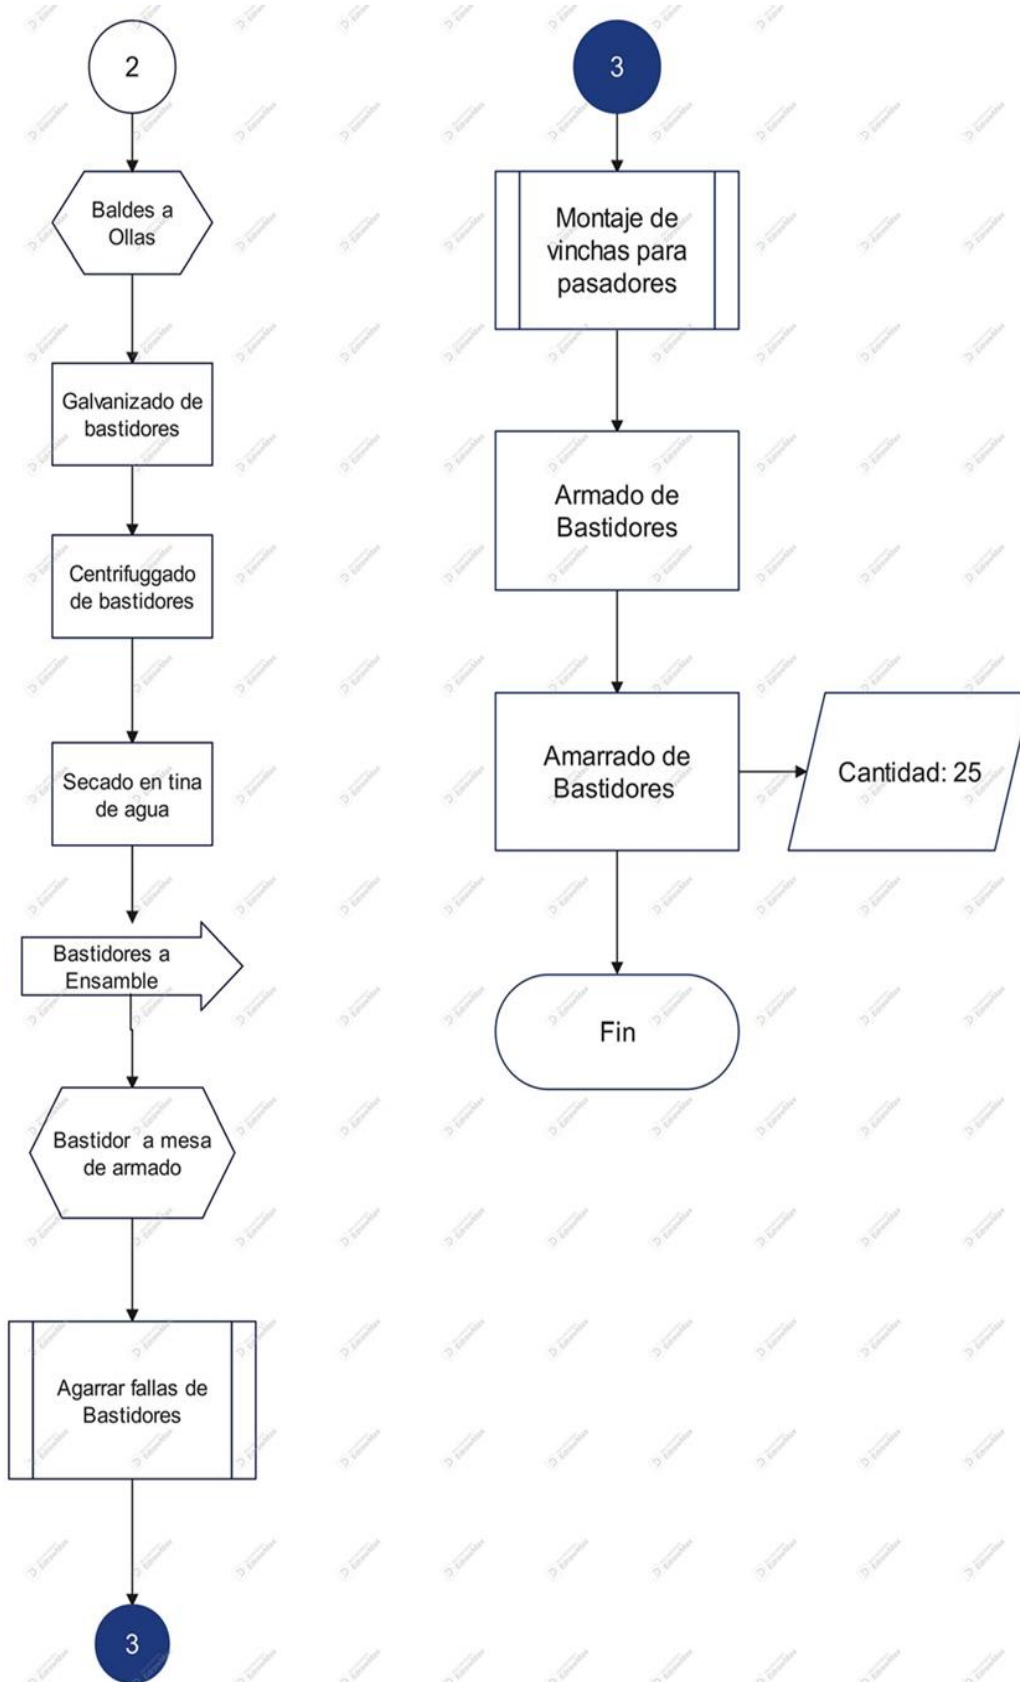 2
Baldes a
Ollas
Galvanizado de
bastidores
Centrifuggado
de bastidores
Secado en tina
de agua
Bastidores a
Ensamble
Bastidor a mesa
de armado
Agarrar fallas de
Bastidores
3
3
Montaje de
vinchas para
pasadores
Armado de
Bastidores
Amarrado de
Bastidores
Cantidad: 25
Fin